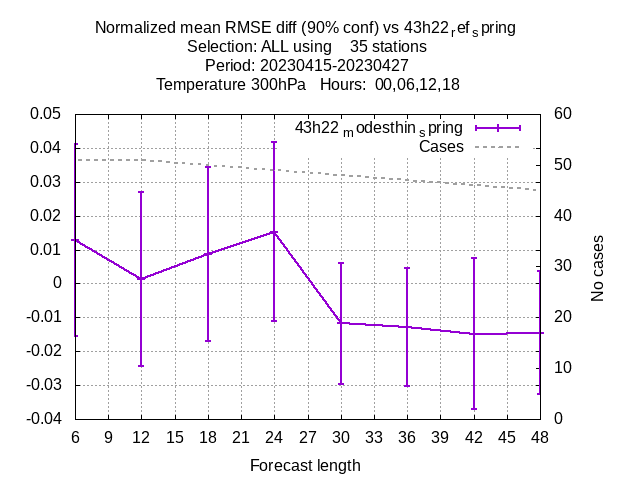 Normalized mean RMSE diff (90% conf) vs 43h22refspring
Selection: ALL using 35 stations
Period: 20230415-20230427
Temperature 300hPa Hours: 00,06,12,18
43h22modesthinspring
Cases
0.05
0.04
0.03
0.02
0.01
0
-0.01
-0.02
-0.03
-0.04
60
50
40
30
20
10
0
No cases
6 9 12 15 18 21 24 27 30 33 36 39 42 45 48
Forecast length